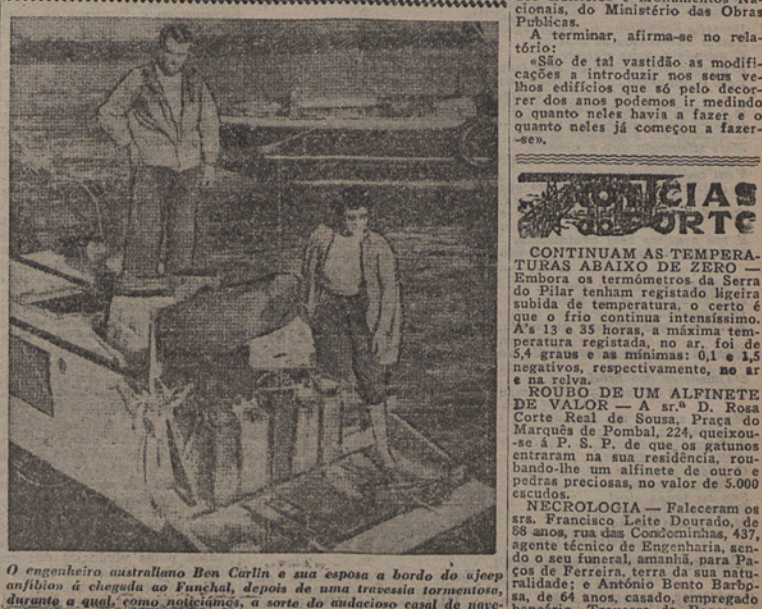 O engenheiro australiano Ben Carlin e sua esposa a bordo do «jeep
anfíbio» á chegada ao Funchal, depois de uma travessia tormentosa,
durante a qual, como noticiámos, a sorte do audacioso casal de nave-
cionais, do Ministério das Obras
Publicas.
A terminar, afirma-se no rela-
tório:
«São de tal vastidão as modifi-
cações a introduzir nos seus ve-
lhos edifícios que só pelo decor-
rer dos anos podemos ir medindo
o quanto neles havia a fazer e o
quanto neles já começou a fazer-
-se».
NOTICIAS
do NORTE
CONTINUAM AS TEMPERA-
TURAS ABAIXO DE ZERO —
Embora os termómetros da Serra
do Pilar tenham registado ligeira
subida de temperatura, o certo é
que o frio continua intensíssimo.
A's 13 e 35 horas, a máxima tem-
peratura registada, no ar, foi de
5,4 graus e as mínimas: 0,1 e 1,5
negativos, respectivamente, no ar
e na relva.
ROUBO DE UM ALFINETE
DE VALOR — A sr.ª D. Rosa
Corte Real de Sousa, Praça do
Marquês de Pombal, 224, queixou-
-se á P. S. P. de que os gatunos
entraram na sua residência, rou-
bando-lhe um alfinete de ouro e
pedras preciosas, no valor de 5.000
escudos.
NECROLOGIA — Faleceram os
srs. Francisco Leite Dourado, de
88 anos, rua das Condominhas, 437,
agente técnico de Engenharia, sen-
do o seu funeral, amanhã, para Pa-
ços de Ferreira, terra da sua natu-
ralidade; e António Bento Barbo-
sa, de 64 anos, casado, empregado